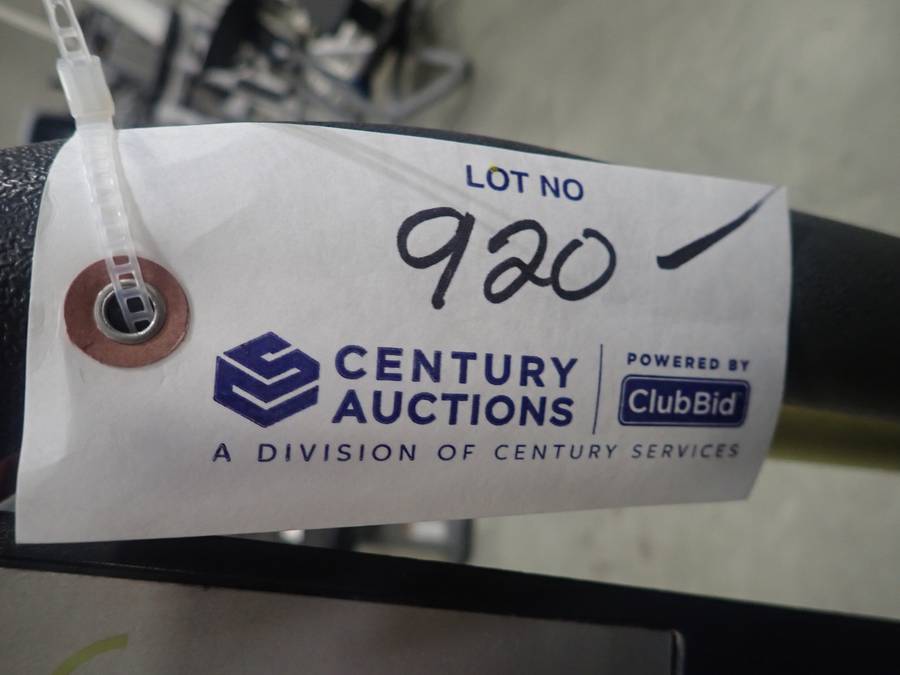 LOT NO
920 -
CENTURY
AUCTIONS
POWERED BY
ClubBid
A DIVISION OF CENTURY SERVICES